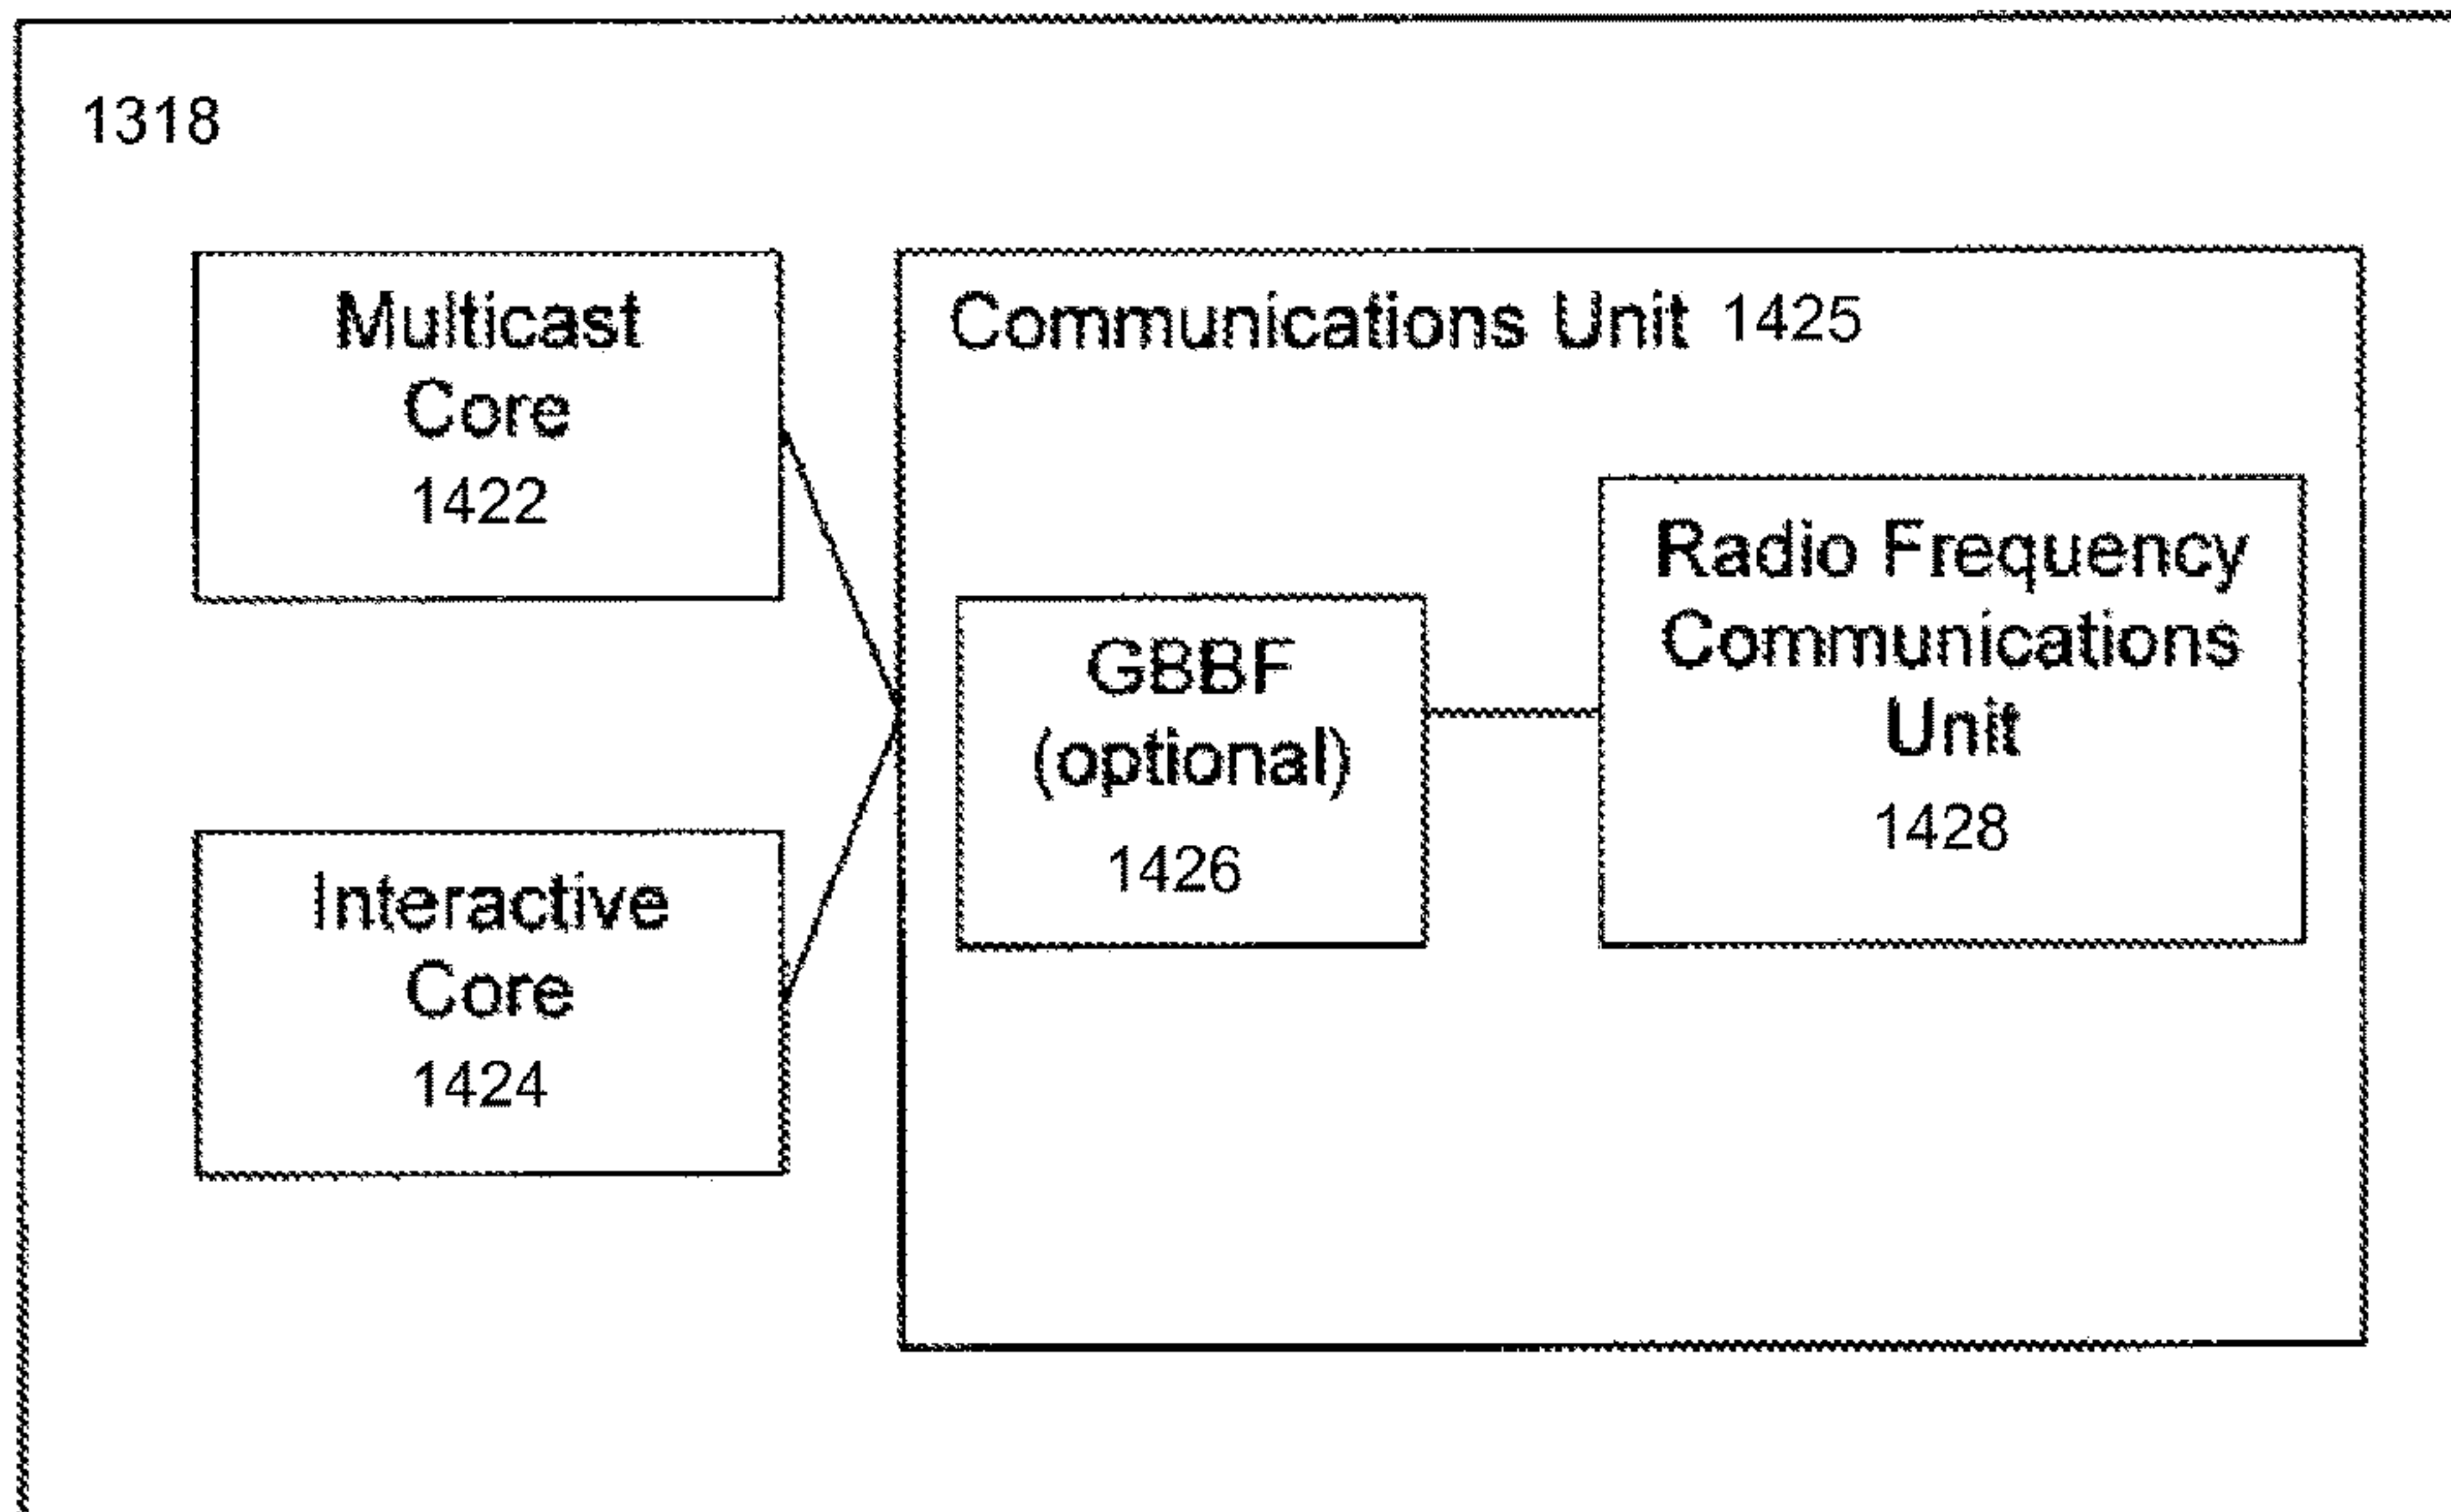 1318
Multicast
Core
1422
Communications Unit 1425
Radio Frequency
Communications
Unit
1428
GBBF
(optional)
1426
Interactive
Core
1424